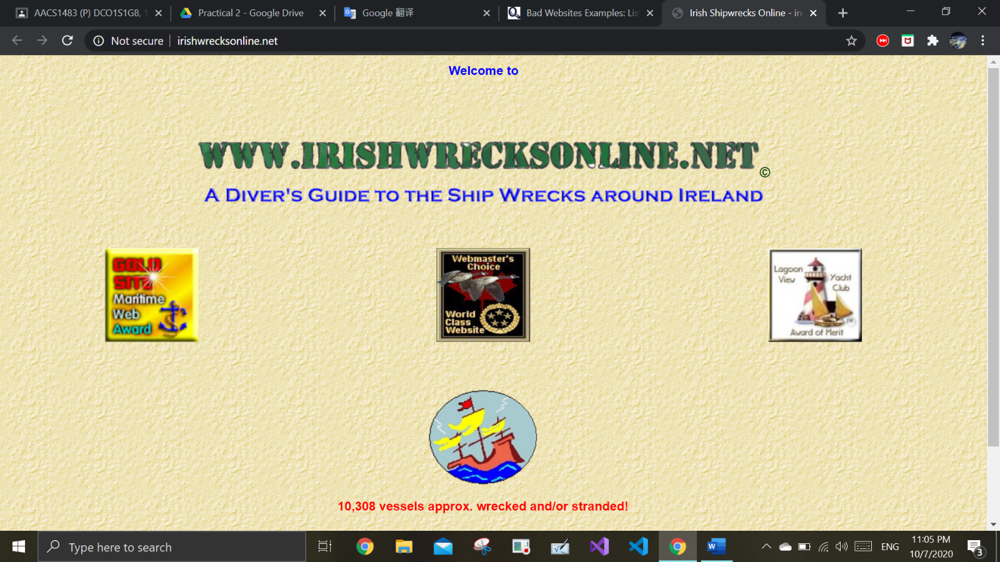 AACS1483 (P) DCO1S1G8, 1
Practical 2 - Google Drive
Google 翻译
Bad Websites Examples: Lis
Irish Shipwrecks Online - in
Not secure
irishwrecksonline.net
Welcome to
WWW.IRISHWRECKSONLINE.NET
©
A Diver's Guide to the Ship Wrecks around Ireland
GOLD
SITE
Maritime
Web
Award
Webmaster's
Choice
World
Class
Website
Lagoon
View
Yacht
Club
Award of Merit
10,308 vessels approx. wrecked and/or stranded!
Type here to search
W
ENG
11:05 PM
10/7/2020
3